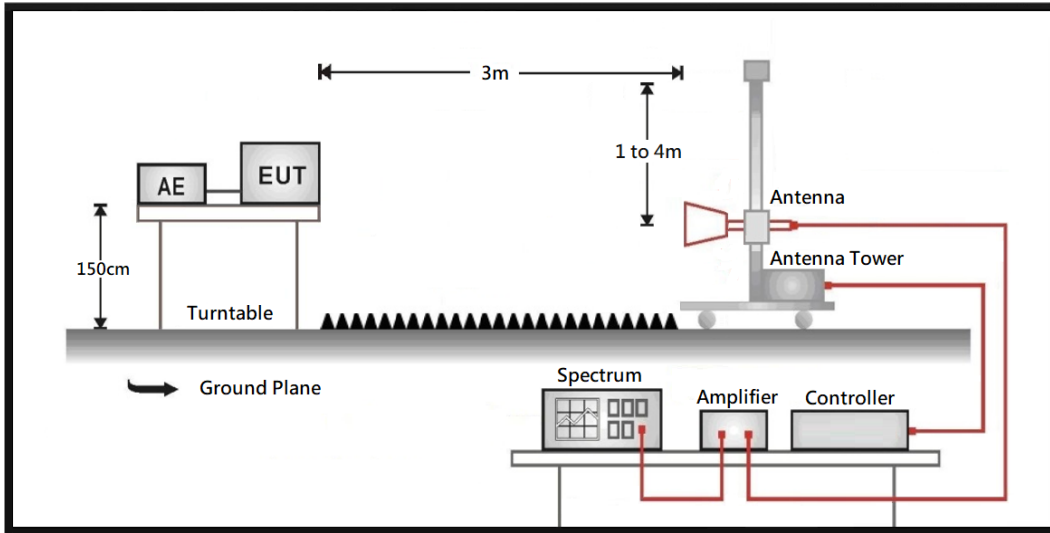 3m
1 to 4m
AE
EUT
Antenna
150cm
Antenna Tower
Turntable
Ground Plane
Spectrum
Amplifier
Controller